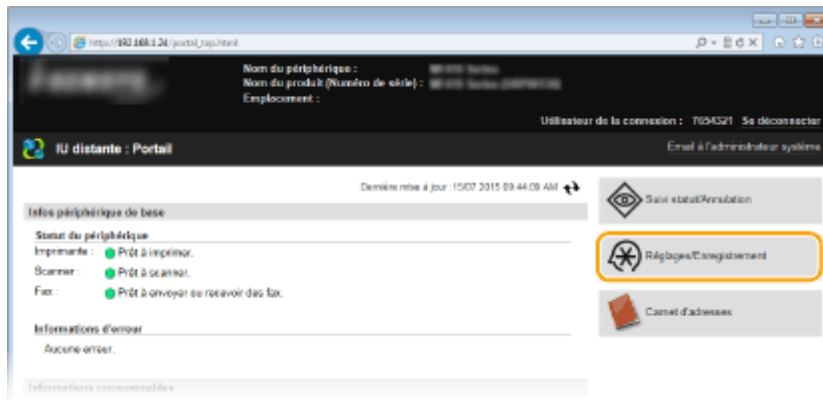 http://192.168.1.24/portal_top.html
Nom du périphérique :
Nom du produit (Numéro de série) :
Emplacement :
Utilisateur de la connexion : 7654321 Se déconnecter
IU distante : Portail
Email à l'administrateur système
Dernière mise à jour :15/07 2015 09:44:09 AM
Infos périphérique de base
Suivi statut/Annulation
Statut du périphérique
Imprimante : Prêt à imprimer.
Réglages/Enregistrement
Scanner : Prêt à scanner.
Fax : Prêt à envoyer ou recevoir des fax.
Carnet d'adresses
Informations d'erreur
Aucune erreur.
Informations consommables